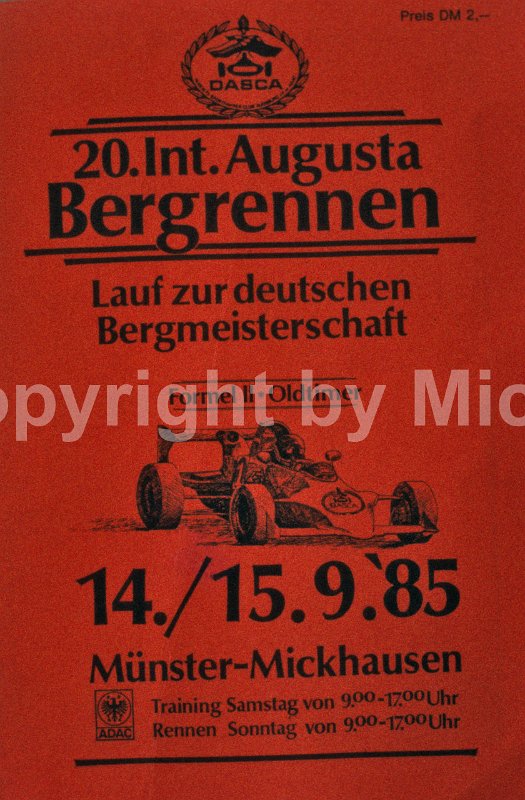 Preis DM 2,--
DASCA
20. Int. Augusta
Bergrennen
Lauf zur deutschen
Bergmeisterschaft
Formel II • Oldtimer
opyright by Mic
14./15. 9. '85
Münster-Mickhausen
Training Samstag von 9.00-17.00 Uhr
Rennen Sonntag von 9.00-17.00 Uhr
ADAC